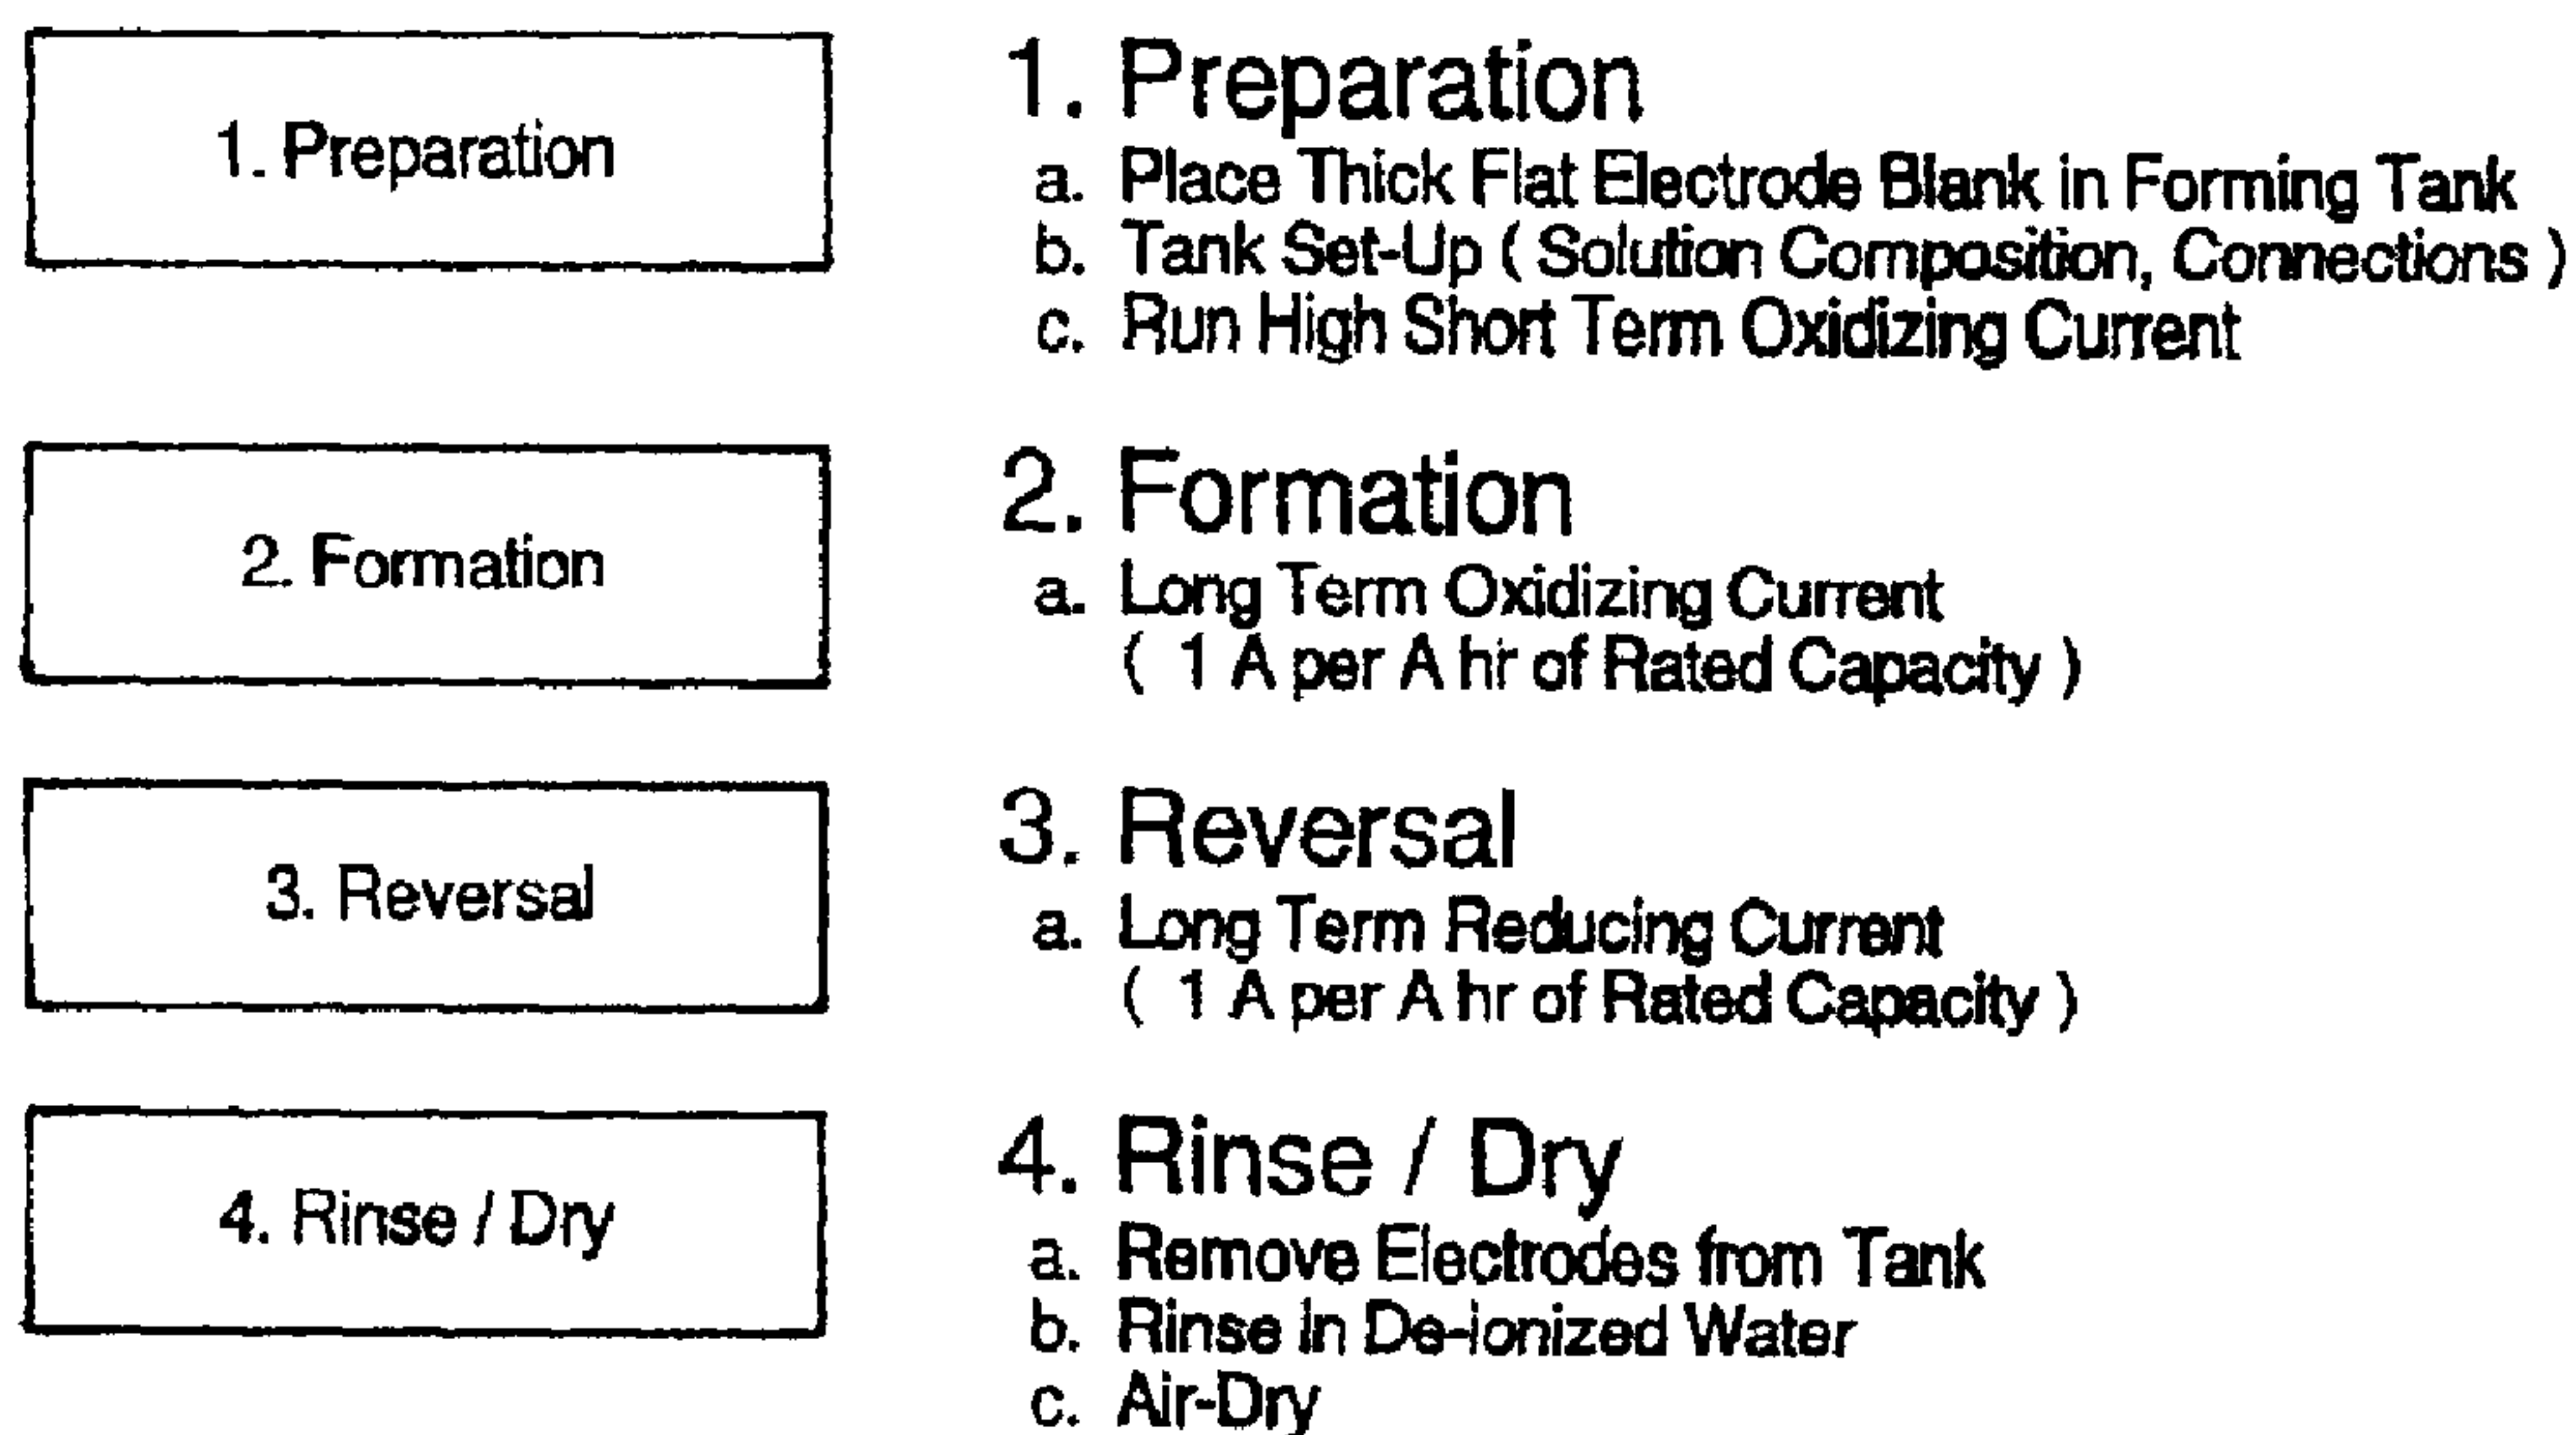 1. Preparation
1. Preparation
a. Place Thick Flat Electrode Blank in Forming Tank
b. Tank Set-Up ( Solution Composition, Connections )
c. Run High Short Term Oxidizing Current
2. Formation
2. Formation
a. Long Term Oxidizing Current
( 1 A per A hr of Rated Capacity )
3. Reversal
3. Reversal
a. Long Term Reducing Current
( 1 A per A hr of Rated Capacity )
4. Rinse / Dry
4. Rinse / Dry
a. Remove Electrodes from Tank
b. Rinse in De-ionized Water
c. Air-Dry